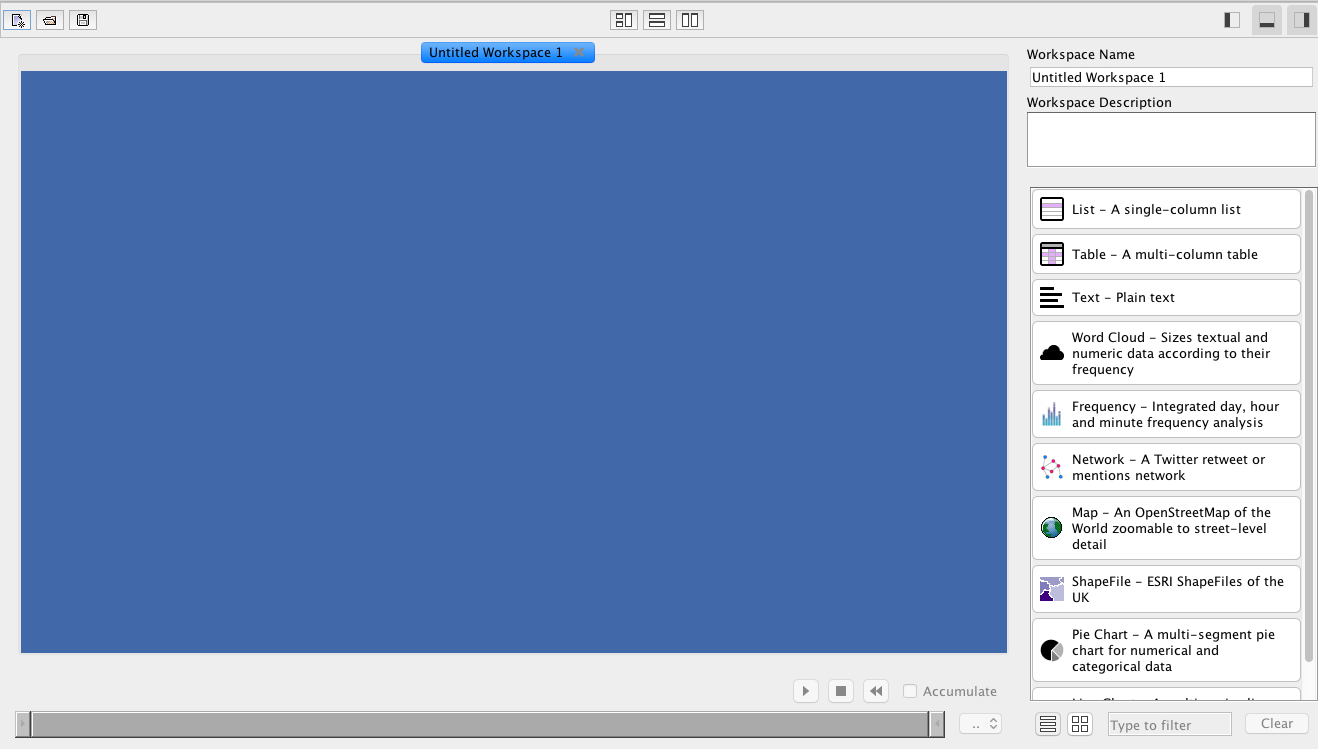 Untitled Workspace 1
Workspace Name
Untitled Workspace 1
Workspace Description
List – A single-column list
Table – A multi-column table
Text – Plain text
Word Cloud – Sizes textual and
numeric data according to their
frequency
Frequency – Integrated day, hour
and minute frequency analysis
Network – A Twitter retweet or
mentions network
Map – An OpenStreetMap of the
World zoomable to street-level
detail
ShapeFile – ESRI ShapeFiles of the
UK
Pie Chart – A multi-segment pie
chart for numerical and
categorical data
Accumulate
..
Type to filter
Clear